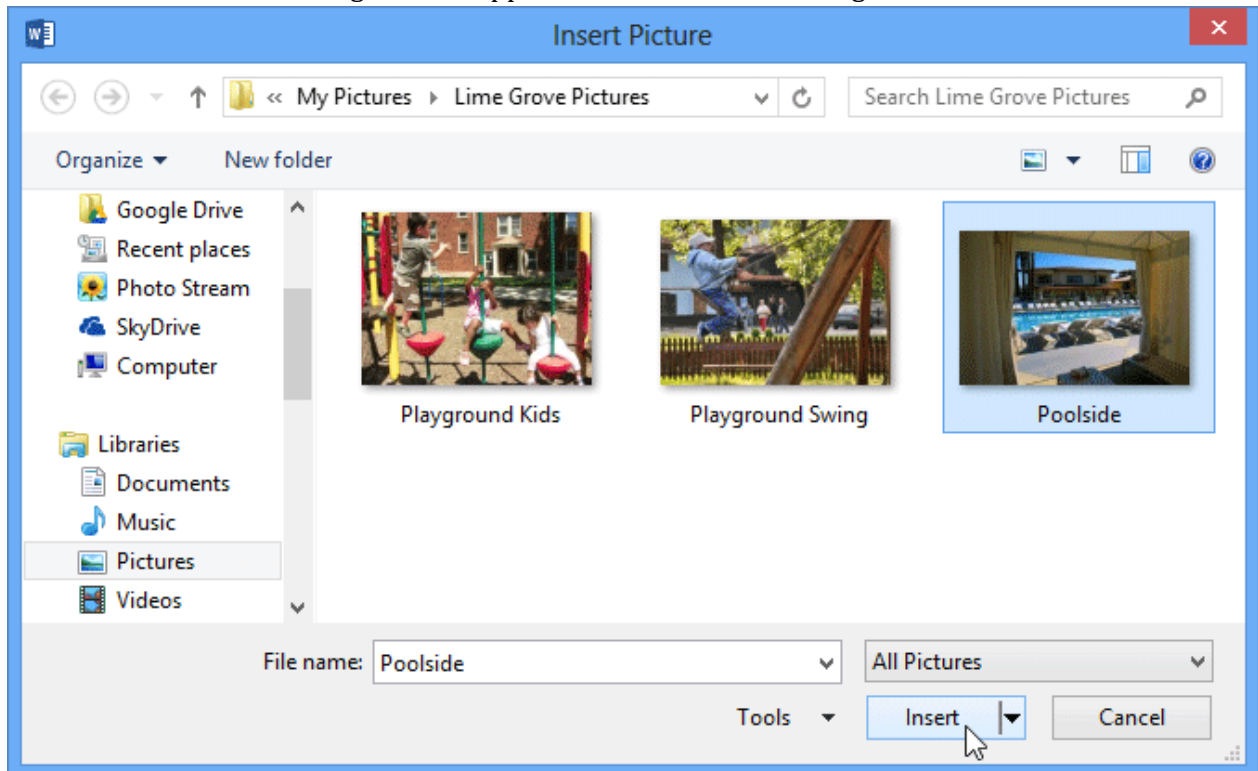 Insert Picture
« My Pictures Lime Grove Pictures Search Lime Grove Pictures
Organize New folder
Google Drive
Recent places
Photo Stream
SkyDrive
Computer
Playground Kids Playground Swing Poolside
Libraries
Documents
Music
Pictures
Videos
File name: Poolside All Pictures
Tools Insert Cancel